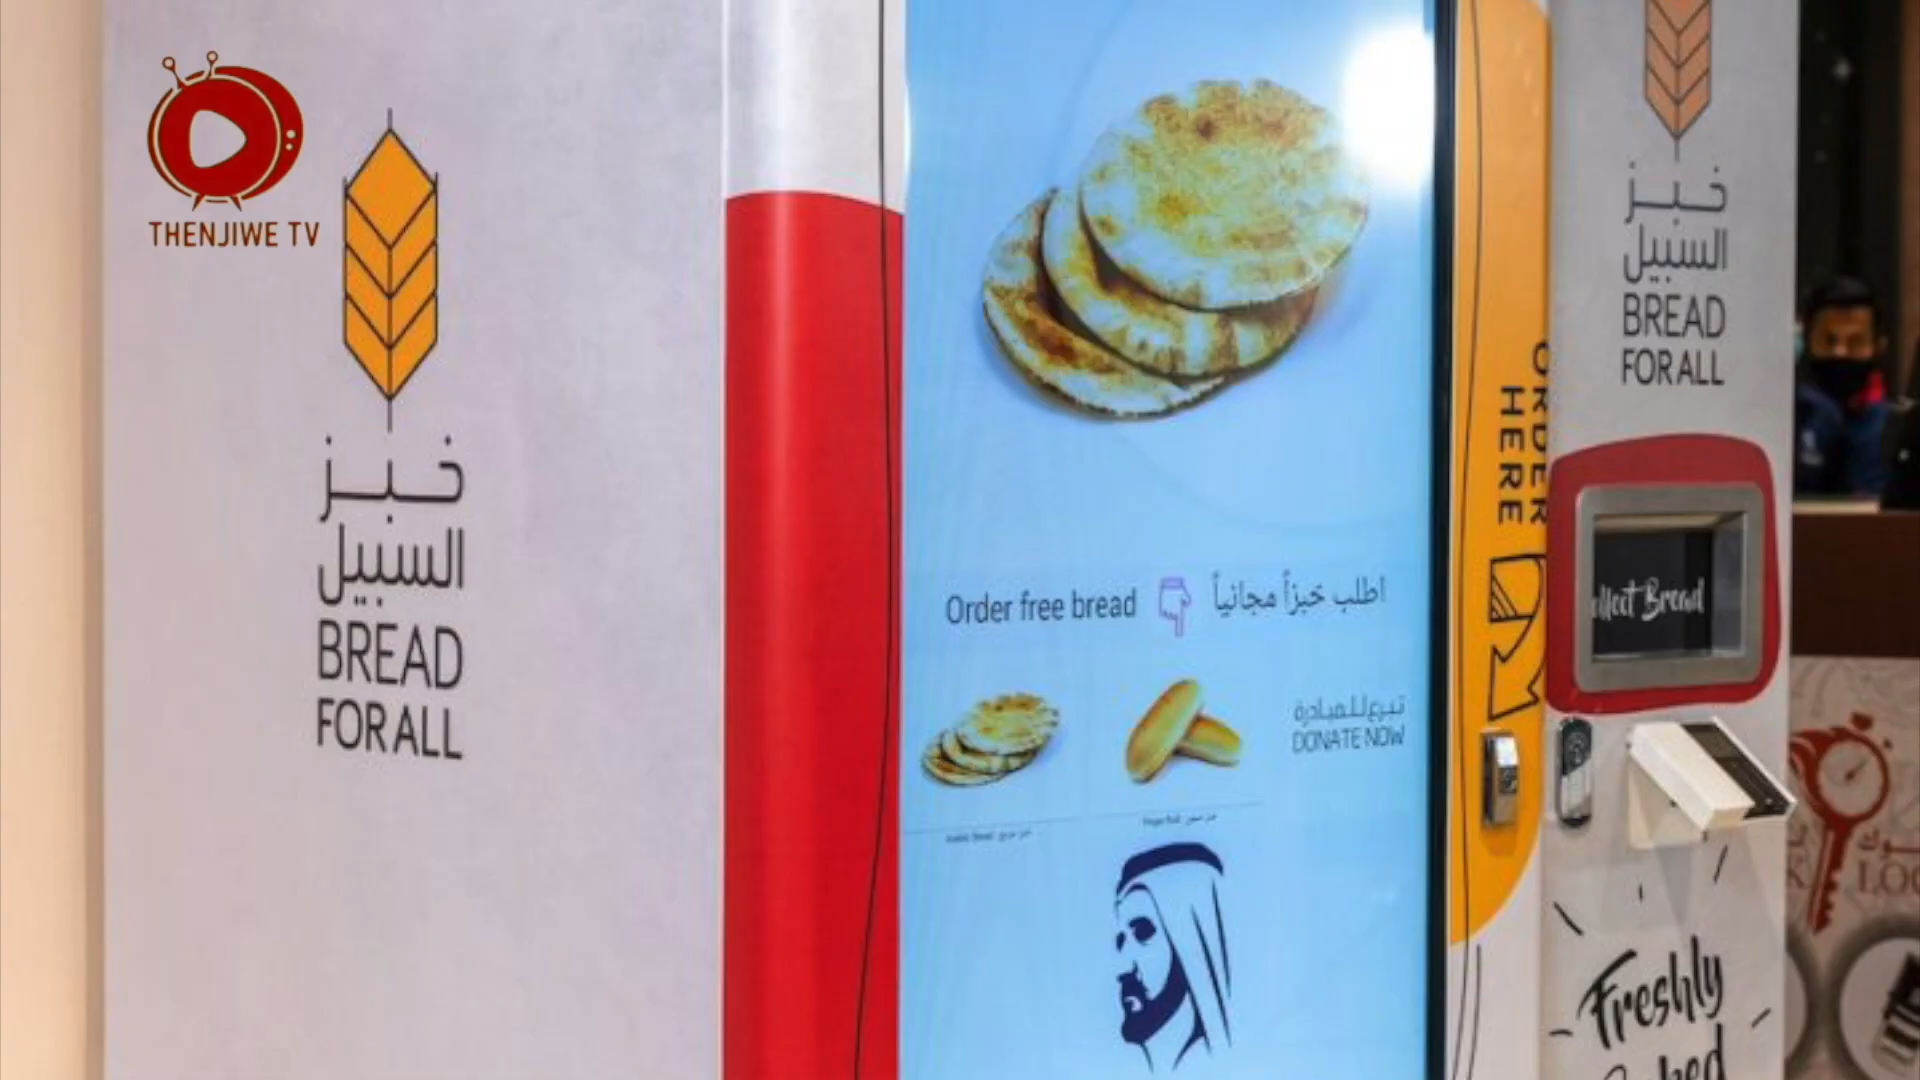 THENJIWE TV
خبز
السبيل
BREAD
FOR ALL
Order free bread
اطلب خبزاً مجانياً
تبرع للمبادرة
DONATE NOW
ORDER
HERE
خبز
السبيل
BREAD
FOR ALL
Bread
Freshly